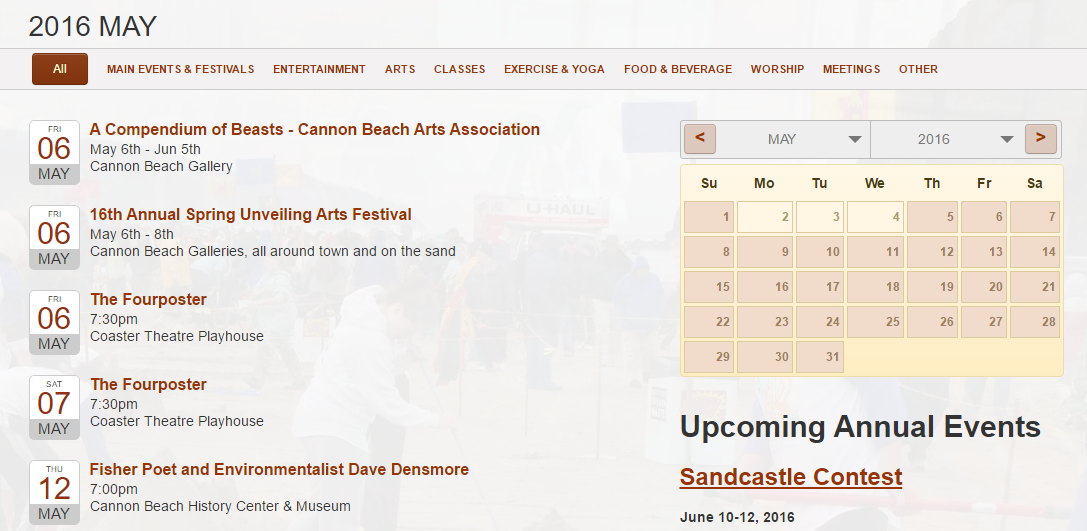 2016 MAY
All MAIN EVENTS & FESTIVALS ENTERTAINMENT ARTS CLASSES EXERCISE & YOGA FOOD & BEVERAGE WORSHIP MEETINGS OTHER
FRI
06
MAY
A Compendium of Beasts - Cannon Beach Arts Association
May 6th - Jun 5th
Cannon Beach Gallery
FRI
06
MAY
16th Annual Spring Unveiling Arts Festival
May 6th - 8th
Cannon Beach Galleries, all around town and on the sand
FRI
06
MAY
The Fourposter
7:30pm
Coaster Theatre Playhouse
SAT
07
MAY
The Fourposter
7:30pm
Coaster Theatre Playhouse
THU
12
MAY
Fisher Poet and Environmentalist Dave Densmore
7:00pm
Cannon Beach History Center & Museum
< MAY 2016 >
Su Mo Tu We Th Fr Sa
1 2 3 4 5 6 7
8 9 10 11 12 13 14
15 16 17 18 19 20 21
22 23 24 25 26 27 28
29 30 31
Upcoming Annual Events
Sandcastle Contest
June 10-12, 2016
U-HAUL